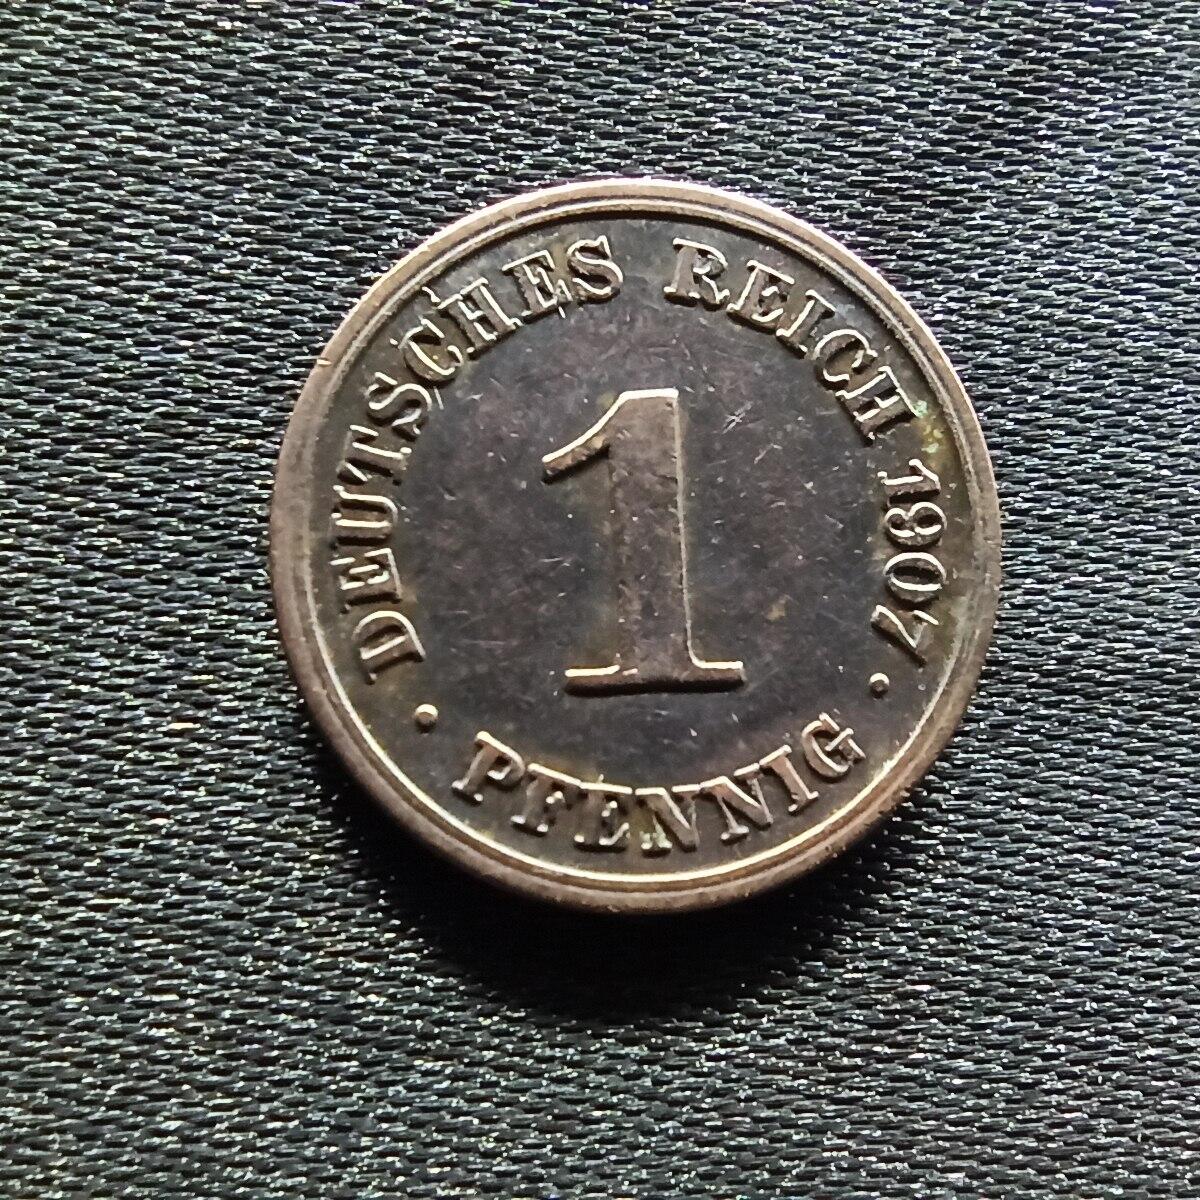 DEUTSCHES REICH 1907
1
· PFENNIG ·